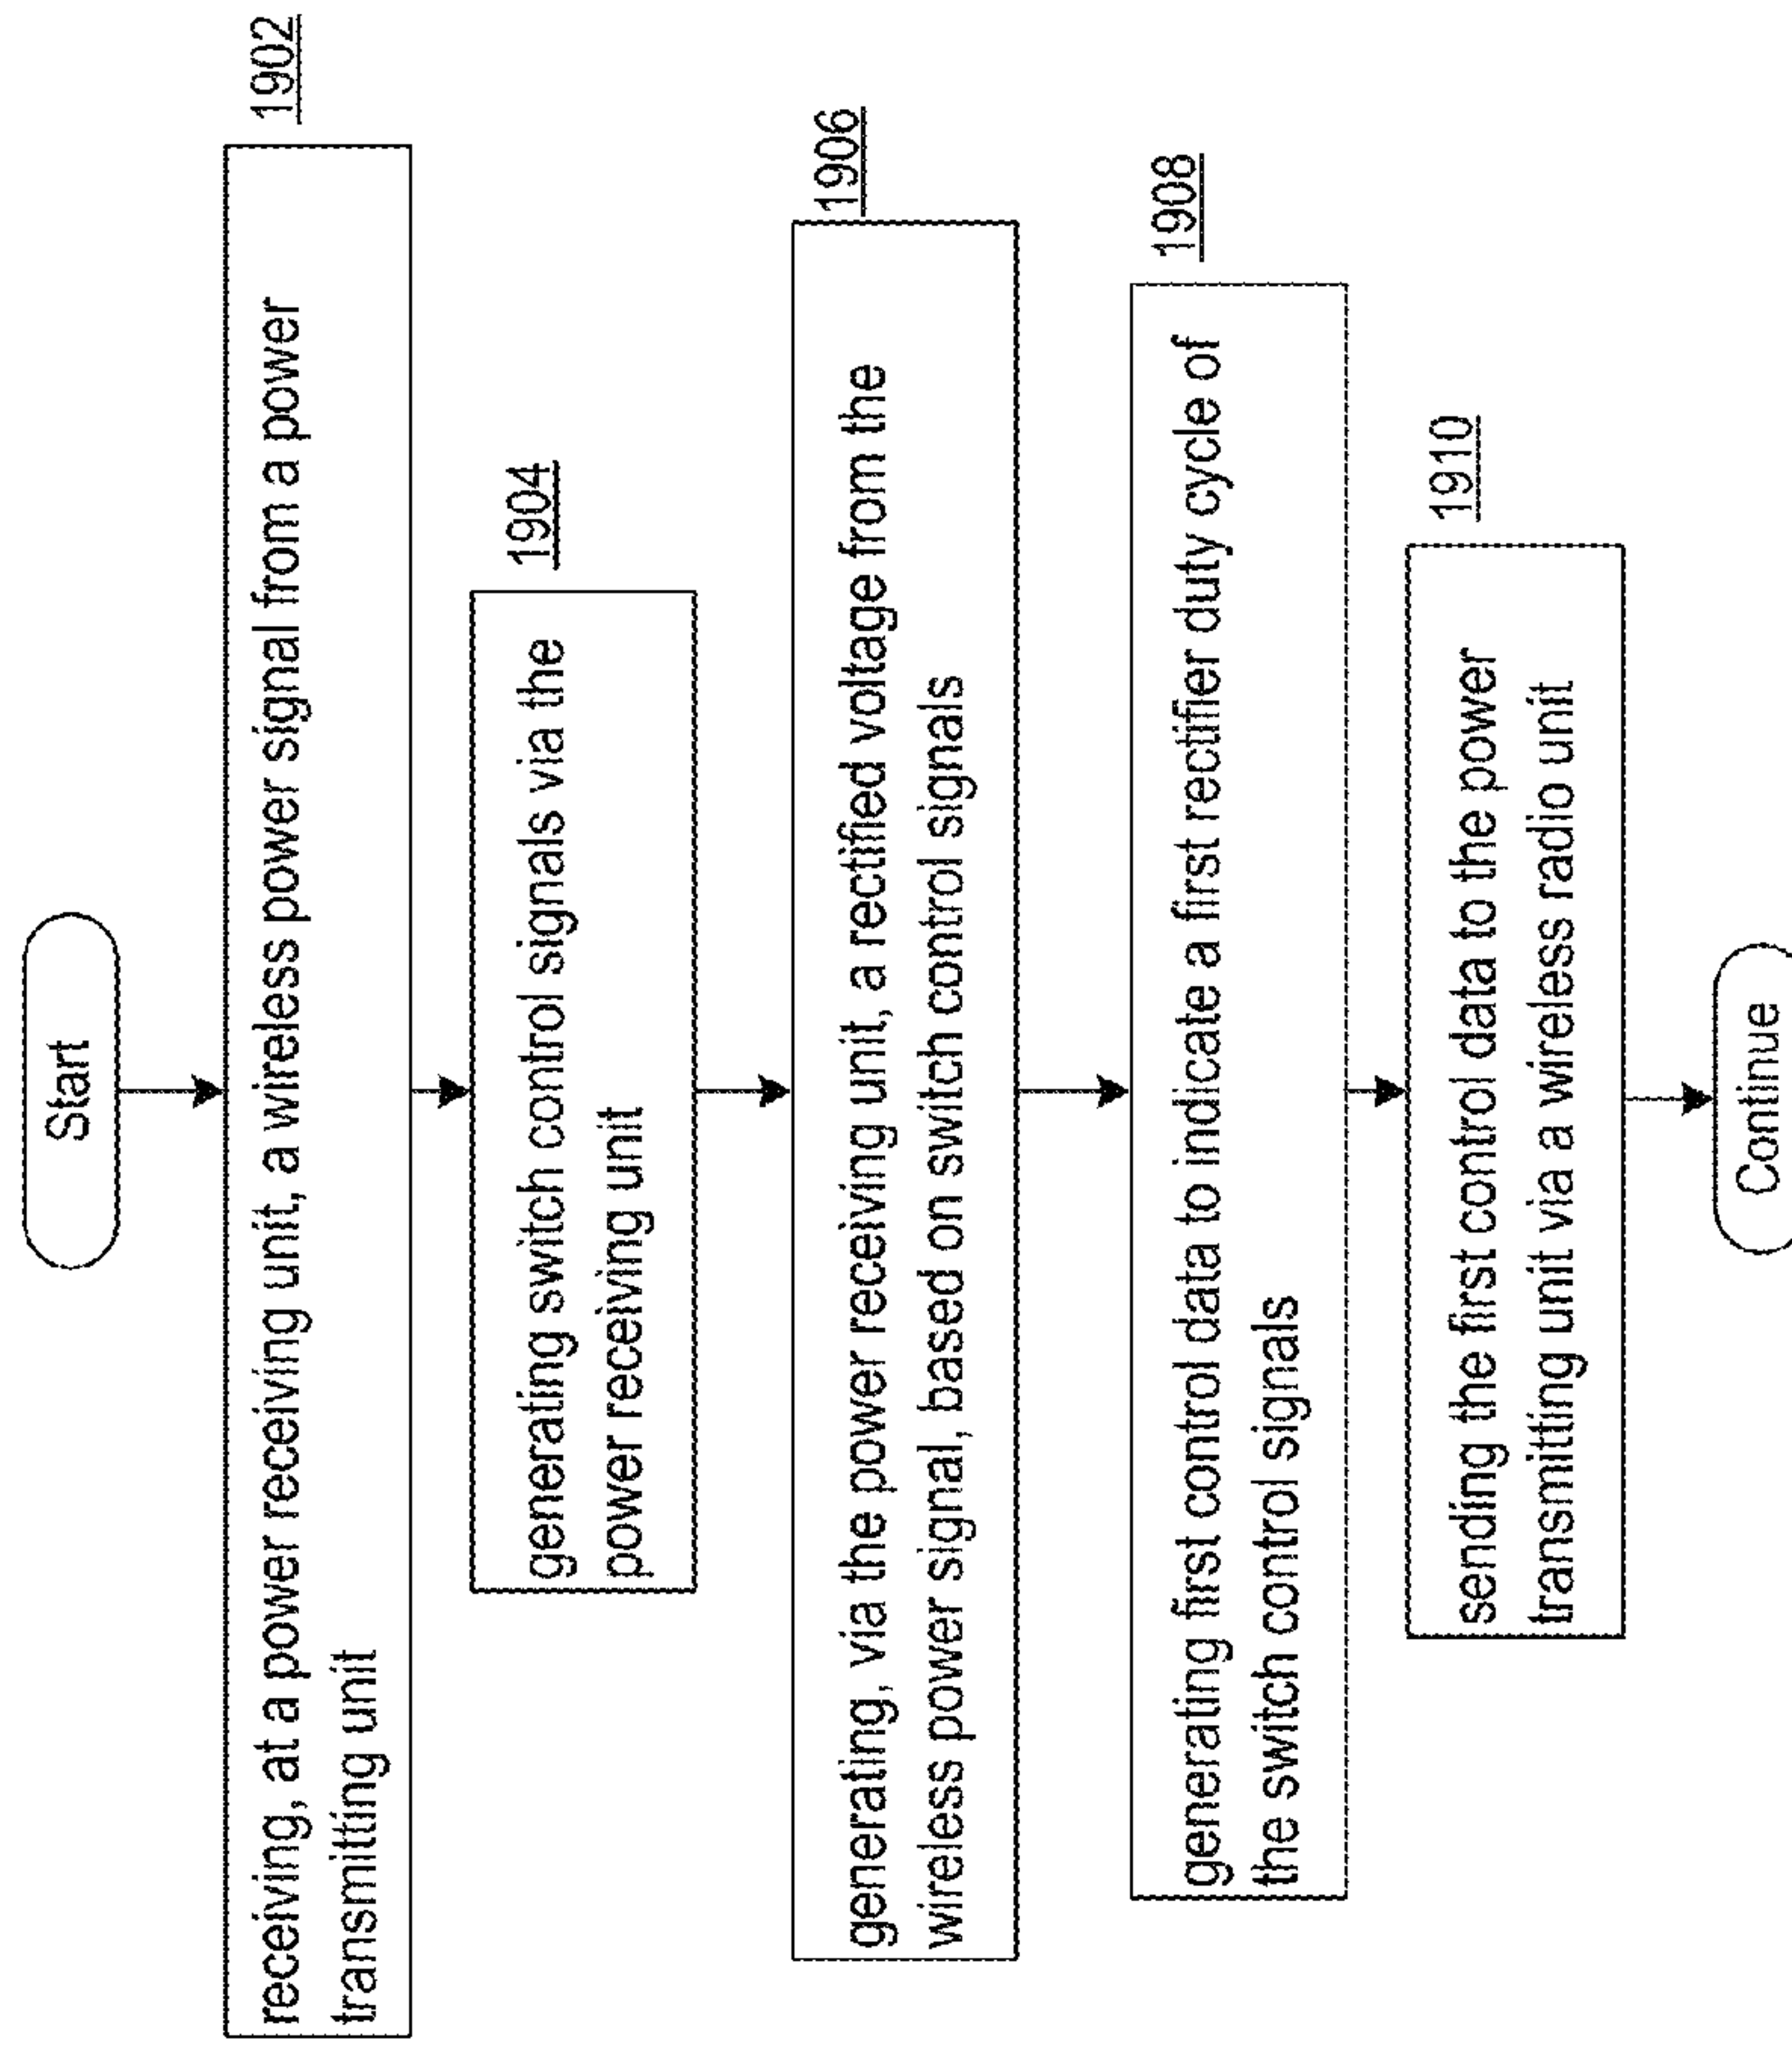 Start
1902
receiving, at a power receiving unit, a wireless power signal from a power
transmitting unit
1904
generating switch control signals via the
power receiving unit
1906
generating, via the power receiving unit, a rectified voltage from the
wireless power signal, based on switch control signals
1908
generating first control data to indicate a first rectifier duty cycle of
the switch control signals
1910
sending the first control data to the power
transmitting unit via a wireless radio unit
Continue